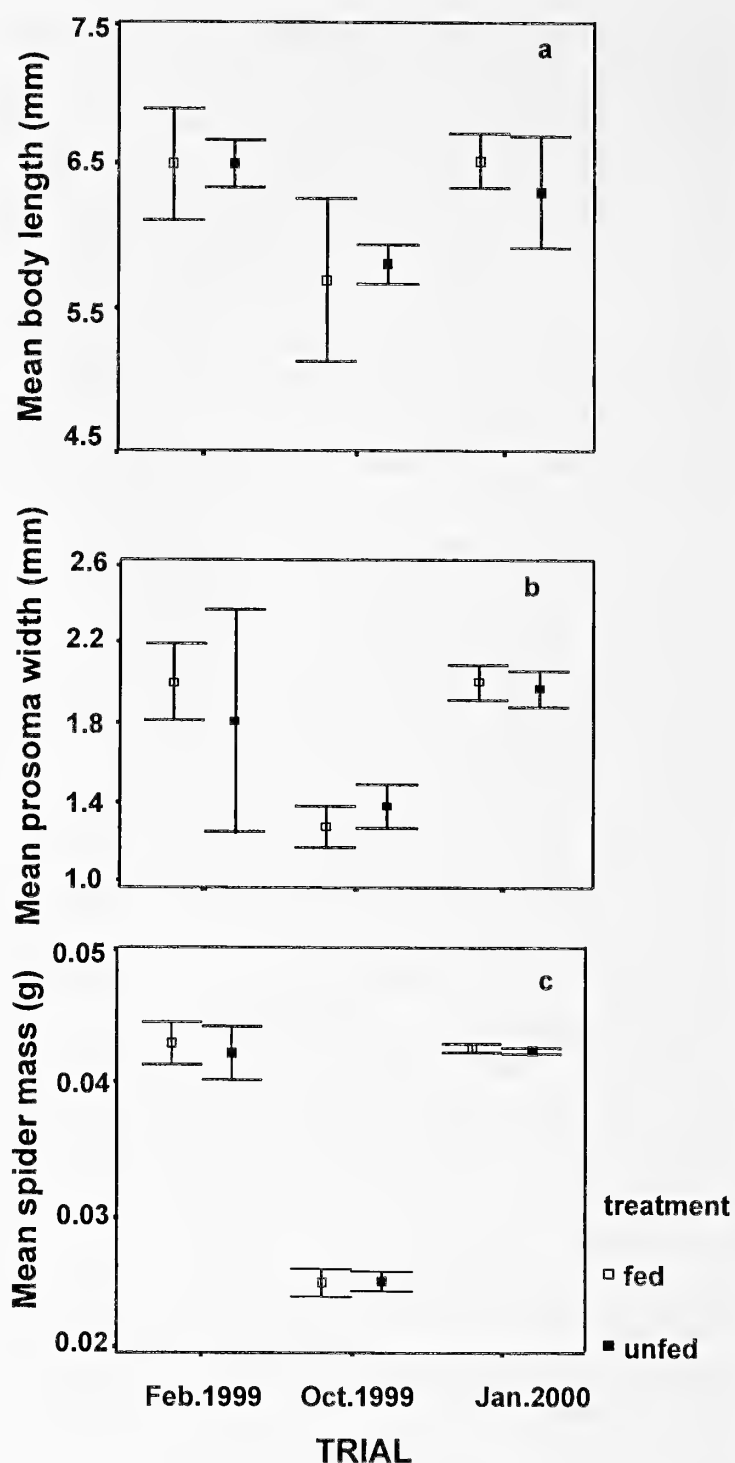 a
Mean body length (mm)
7.5
6.5
5.5
4.5
b
Mean prosoma width (mm)
2.6
2.2
1.8
1.4
1.0
c
Mean spider mass (g)
0.05
0.04
0.03
0.02
treatment
fed
unfed
Feb.1999 Oct.1999 Jan.2000
TRIAL